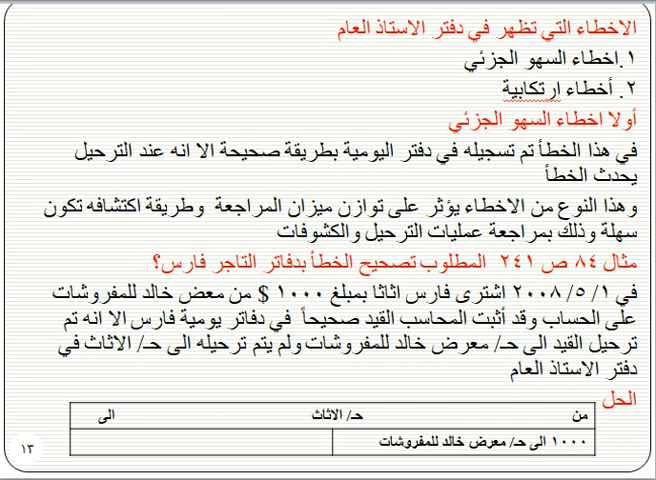 الاخطاء التي تظهر في دفتر الاستاذ العام
١.اخطاء السهو الجزئي
٢. أخطاء ارتكابية
أولا اخطاء السهو الجزئي
في هذا الخطأ تم تسجيله في دفتر اليومية بطريقة صحيحة الا انه عند الترحيل
يحدث الخطأ
وهذا النوع من الاخطاء يؤثر على توازن ميزان المراجعة وطريقة اكتشافه تكون
سهلة وذلك بمراجعة عمليات الترحيل والكشوفات
مثال ٨٤ ص ٢٤١ المطلوب تصحيح الخطأ بدفاتر التاجر فارس؟
في ١/ ٥/ ٢٠٠٨ اشترى فارس اثاثا بمبلغ ١٠٠٠ $ من معض خالد للمفروشات
على الحساب وقد أثبت المحاسب القيد صحيحاً في دفاتر يومية فارس الا انه تم
ترحيل القيد الى حـ/ معرض خالد للمفروشات ولم يتم ترحيله الى حـ/ الاثاث في
دفتر الاستاذ العام
الحل
من حـ/ الاثاث الى
١٠٠٠ الى حـ/ معرض خالد للمفروشات
١٣